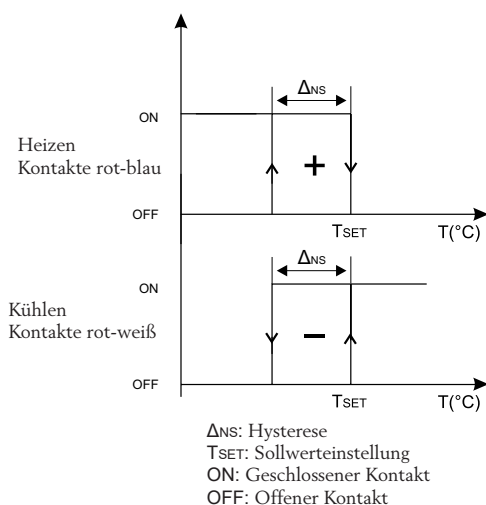 ΔNS
ON
Heizen
Kontakte rot-blau
+
OFF
TSET
T(°C)
ΔNS
ON
Kühlen
Kontakte rot-weiß
−
OFF
TSET
T(°C)
ΔNS: Hysterese
TSET: Sollwerteinstellung
ON: Geschlossener Kontakt
OFF: Offener Kontakt